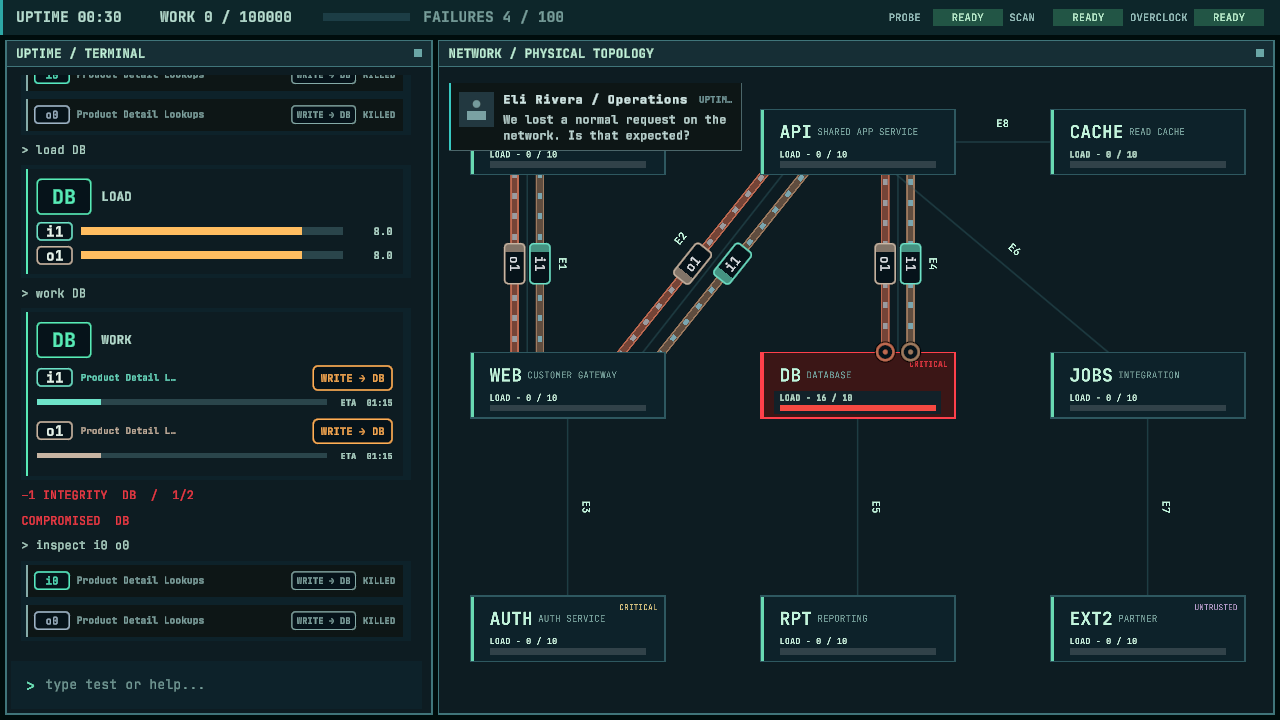 UPTIME 00:30 WORK 0 / 100000 FAILURES 4 / 100 PROBE READY SCAN READY OVERCLOCK READY
UPTIME / TERMINAL
i0 Product Detail Lookups WRITE → DB KILLED
o0 Product Detail Lookups WRITE → DB KILLED
> load DB
DB LOAD
i1 8.0
o1 8.0
> work DB
DB WORK
i1 Product Detail L… WRITE → DB
ETA 01:15
o1 Product Detail L… WRITE → DB
ETA 01:15
-1 INTEGRITY DB / 1/2
COMPROMISED DB
> inspect i0 o0
i0 Product Detail Lookups WRITE → DB KILLED
o0 Product Detail Lookups WRITE → DB KILLED
> type test or help...
NETWORK / PHYSICAL TOPOLOGY
Eli Rivera / Operations UPTIM…
We lost a normal request on the
network. Is that expected?
LOAD - 0 / 10
API SHARED APP SERVICE
LOAD - 0 / 10
E8
CACHE READ CACHE
LOAD - 0 / 10
o1 i1 E1
E2 o1 i1
o1 i1 E4
E6
WEB CUSTOMER GATEWAY
LOAD - 0 / 10
CRITICAL
DB DATABASE
LOAD - 16 / 10
JOBS INTEGRATION
LOAD - 0 / 10
E3
E5
E7
CRITICAL
AUTH AUTH SERVICE
LOAD - 0 / 10
RPT REPORTING
LOAD - 0 / 10
UNTRUSTED
EXT2 PARTNER
LOAD - 0 / 10